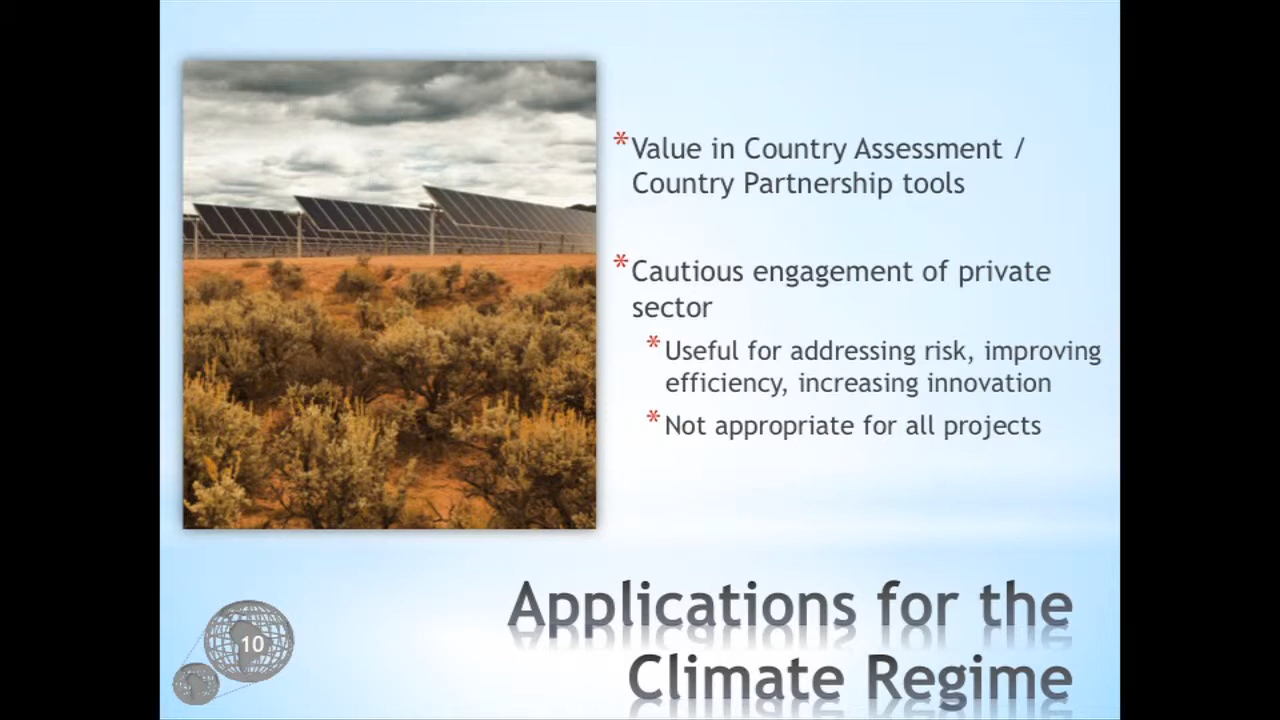 * Value in Country Assessment /
Country Partnership tools
* Cautious engagement of private
sector
* Useful for addressing risk, improving
efficiency, increasing innovation
* Not appropriate for all projects
Applications for the
Climate Regime
10